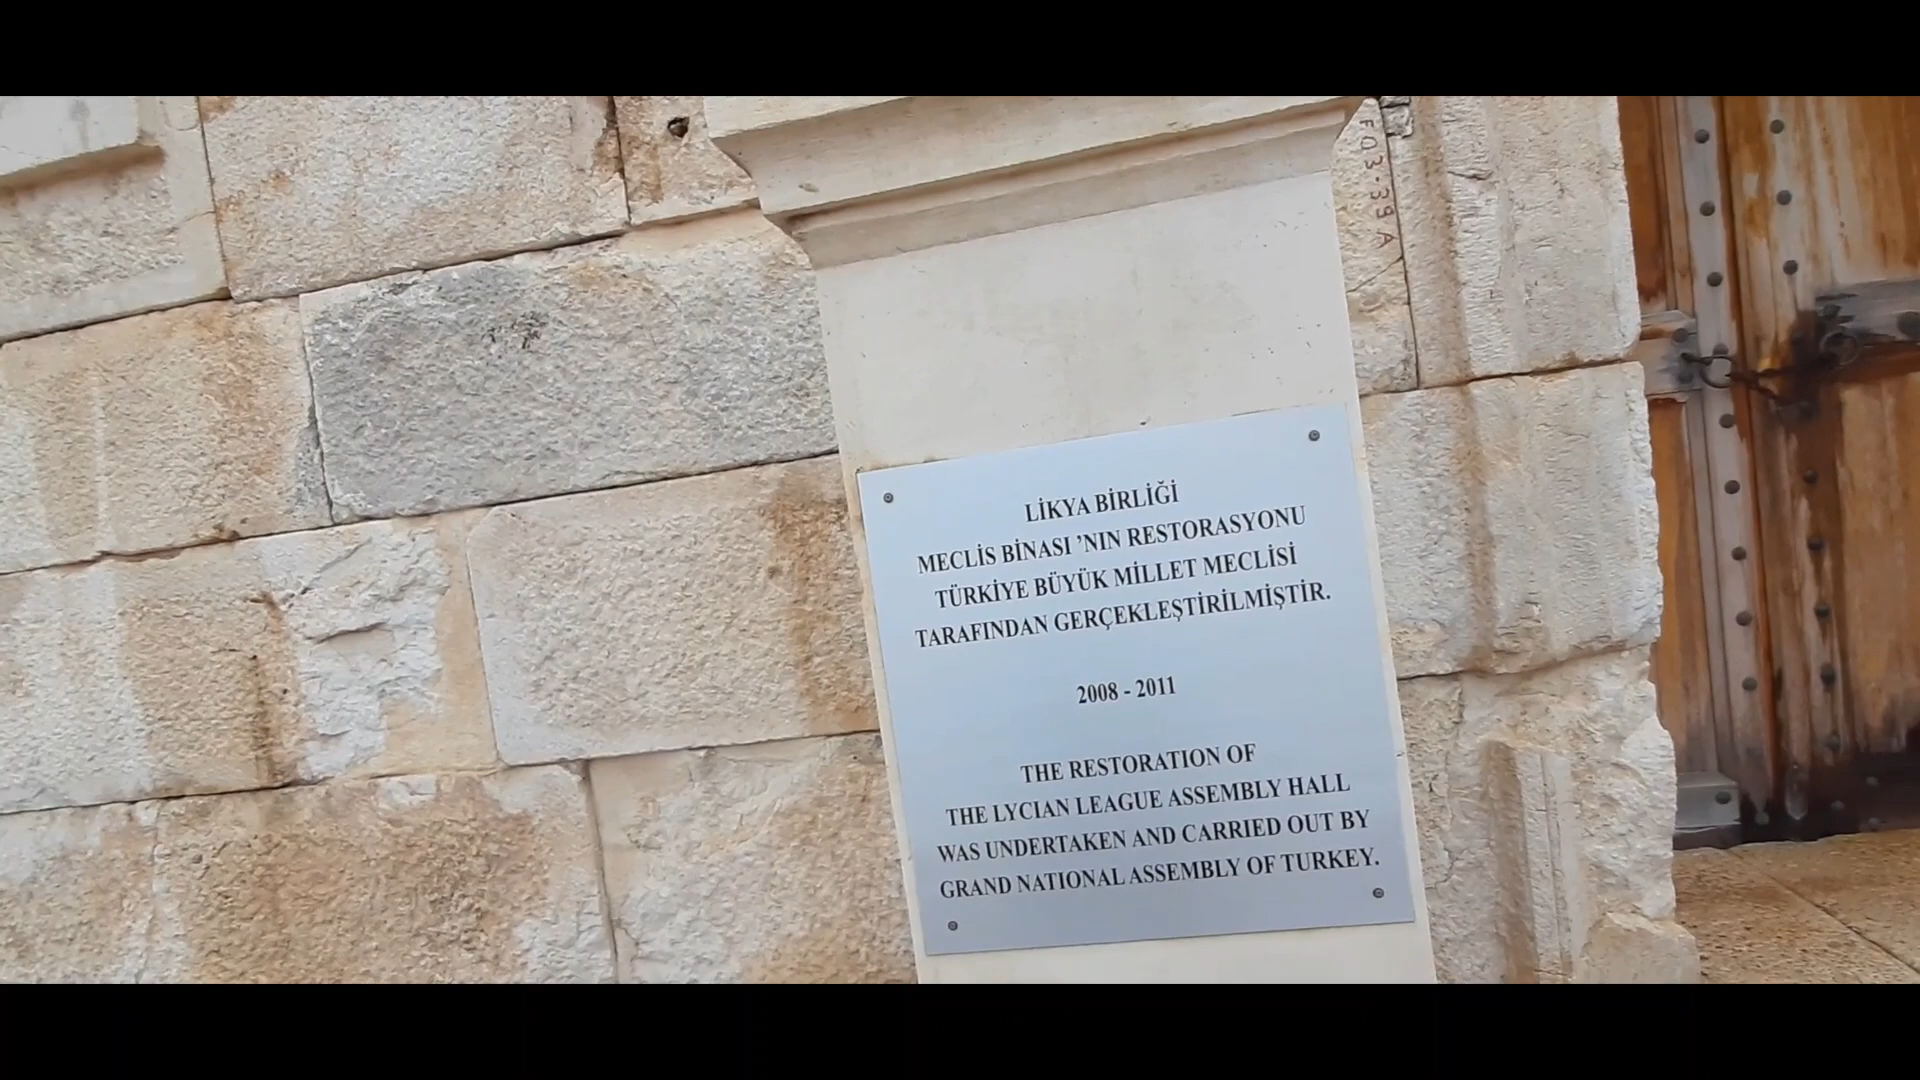 F03.39A
LİKYA BİRLİĞİ
MECLİS BİNASI ’NIN RESTORASYONU
TÜRKİYE BÜYÜK MİLLET MECLİSİ
TARAFINDAN GERÇEKLEŞTİRİLMİŞTİR.
2008 - 2011
THE RESTORATION OF
THE LYCIAN LEAGUE ASSEMBLY HALL
WAS UNDERTAKEN AND CARRIED OUT BY
GRAND NATIONAL ASSEMBLY OF TURKEY.